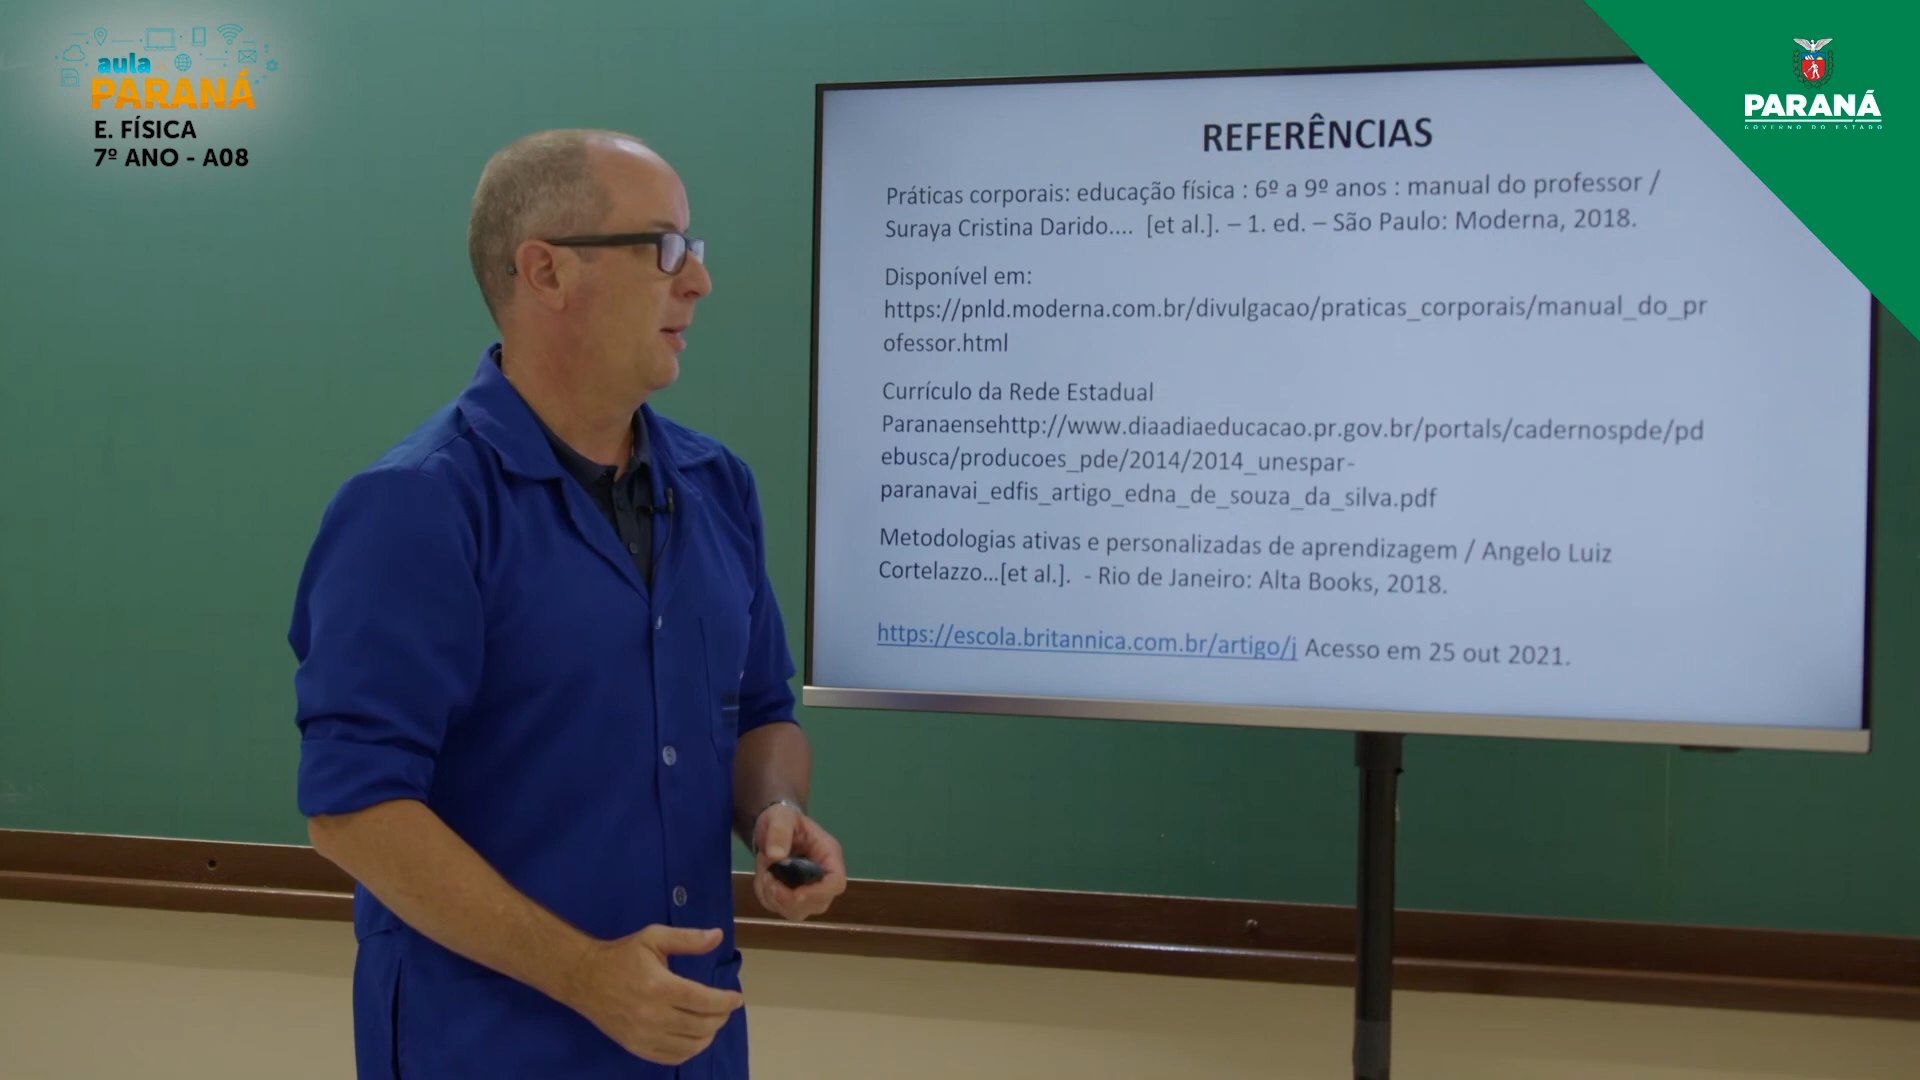 aula
PARANÁ
E. FÍSICA
7º ANO - A08
PARANÁ
GOVERNO DO ESTADO
REFERÊNCIAS
Práticas corporais: educação física : 6º a 9º anos : manual do professor /
Suraya Cristina Darido.... [et al.]. – 1. ed. – São Paulo: Moderna, 2018.
Disponível em:
https://pnld.moderna.com.br/divulgacao/praticas_corporais/manual_do_pr
ofessor.html
Currículo da Rede Estadual
Paranaensehttp://www.diaadiaeducacao.pr.gov.br/portals/cadernospde/pd
ebusca/producoes_pde/2014/2014_unespar-
paranavai_edfis_artigo_edna_de_souza_da_silva.pdf
Metodologias ativas e personalizadas de aprendizagem / Angelo Luiz
Cortelazzo...[et al.]. - Rio de Janeiro: Alta Books, 2018.
https://escola.britannica.com.br/artigo/j Acesso em 25 out 2021.